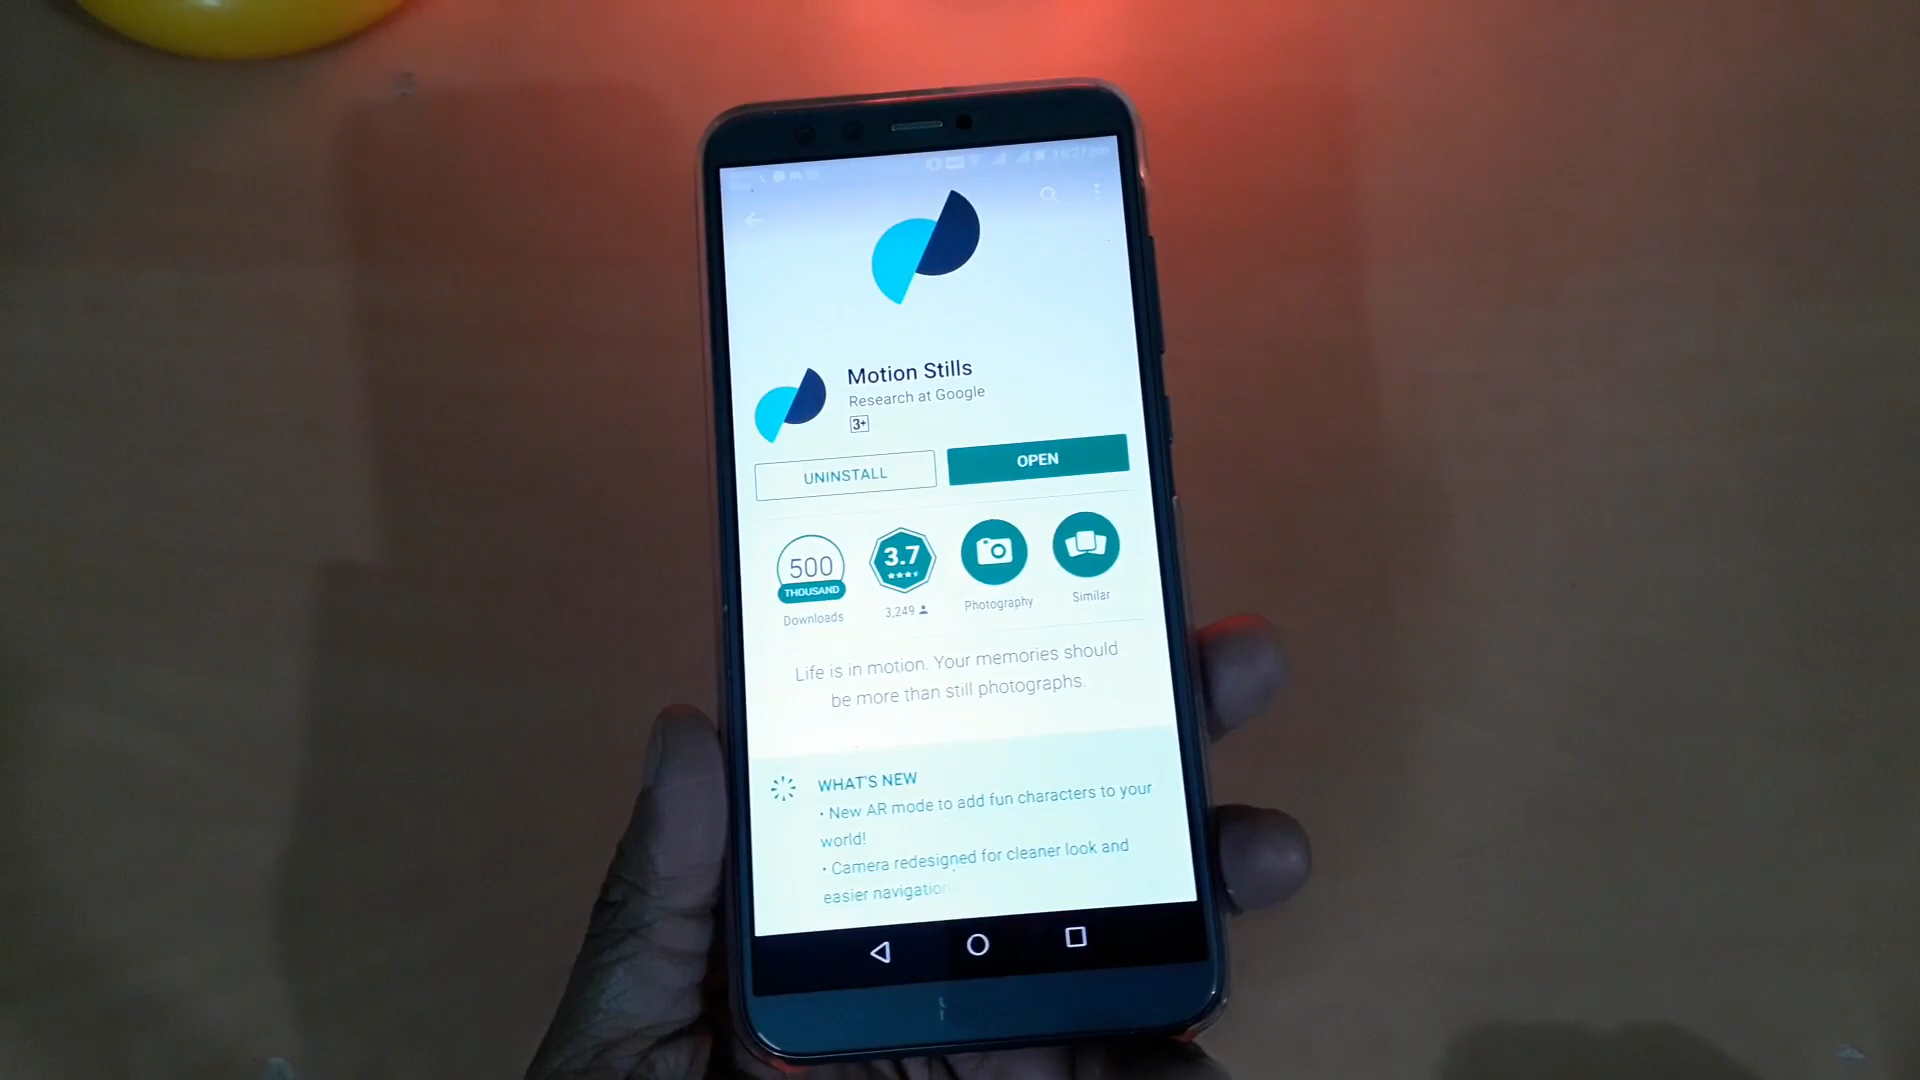 Motion Stills
Research at Google
3+
UNINSTALL
OPEN
500
THOUSAND
Downloads
3.7
3,249
Photography
Similar
Life is in motion. Your memories should
be more than still photographs.
WHAT'S NEW
• New AR mode to add fun characters to your
world!
• Camera redesigned for cleaner look and
easier navigation